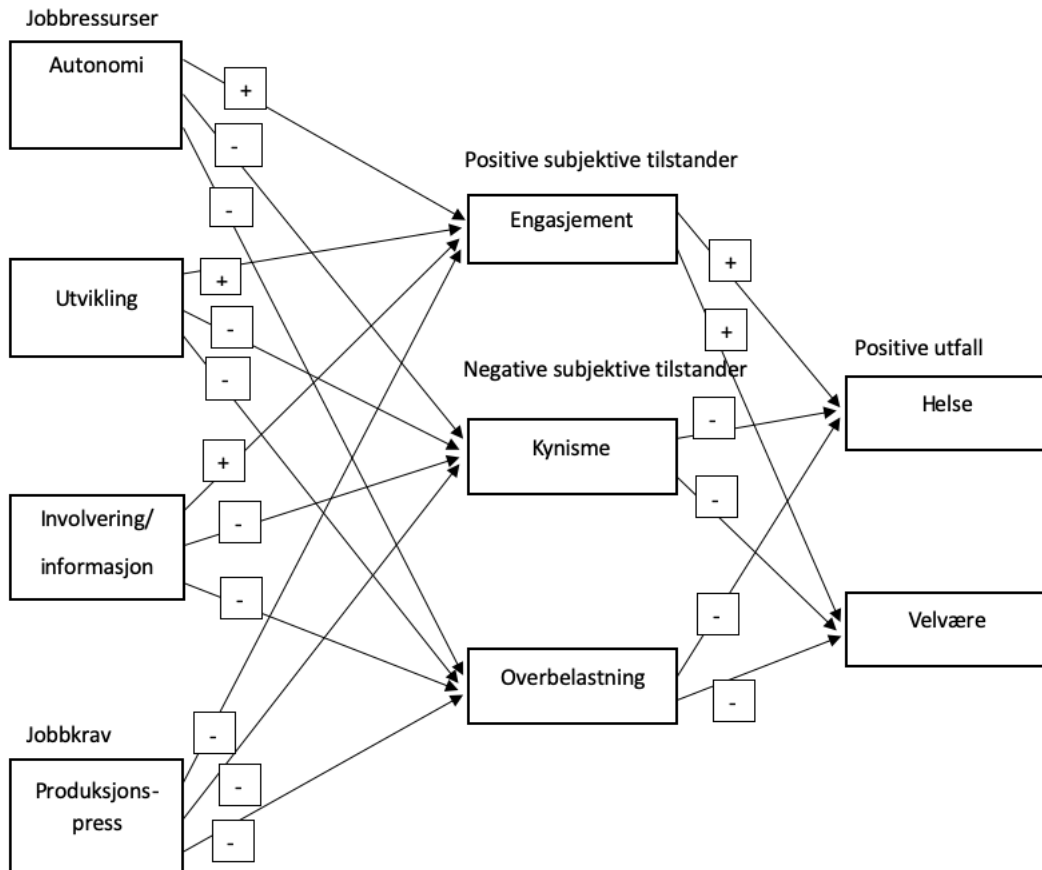 Jobbressurser
Autonomi
+
-
-
Positive subjektive tilstander
Engasjement
+
+
Utvikling
+
-
-
Negative subjektive tilstander
Kynisme
-
-
Positive utfall
Helse
Involvering/
informasjon
+
-
-
Velvære
Overbelastning
-
-
Jobbkrav
Produksjons-
press
-
-
-